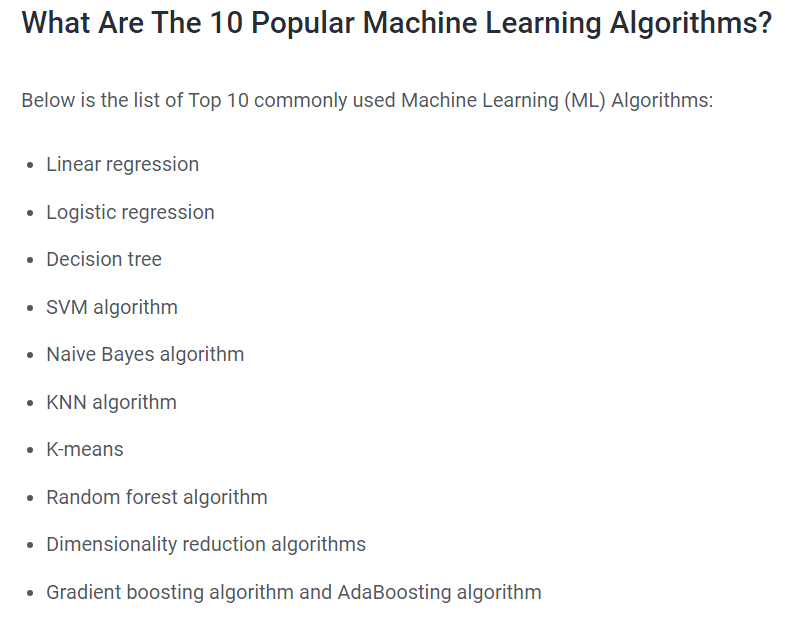 What Are The 10 Popular Machine Learning Algorithms?
Below is the list of Top 10 commonly used Machine Learning (ML) Algorithms:
• Linear regression
• Logistic regression
• Decision tree
• SVM algorithm
• Naive Bayes algorithm
• KNN algorithm
• K-means
• Random forest algorithm
• Dimensionality reduction algorithms
• Gradient boosting algorithm and AdaBoosting algorithm